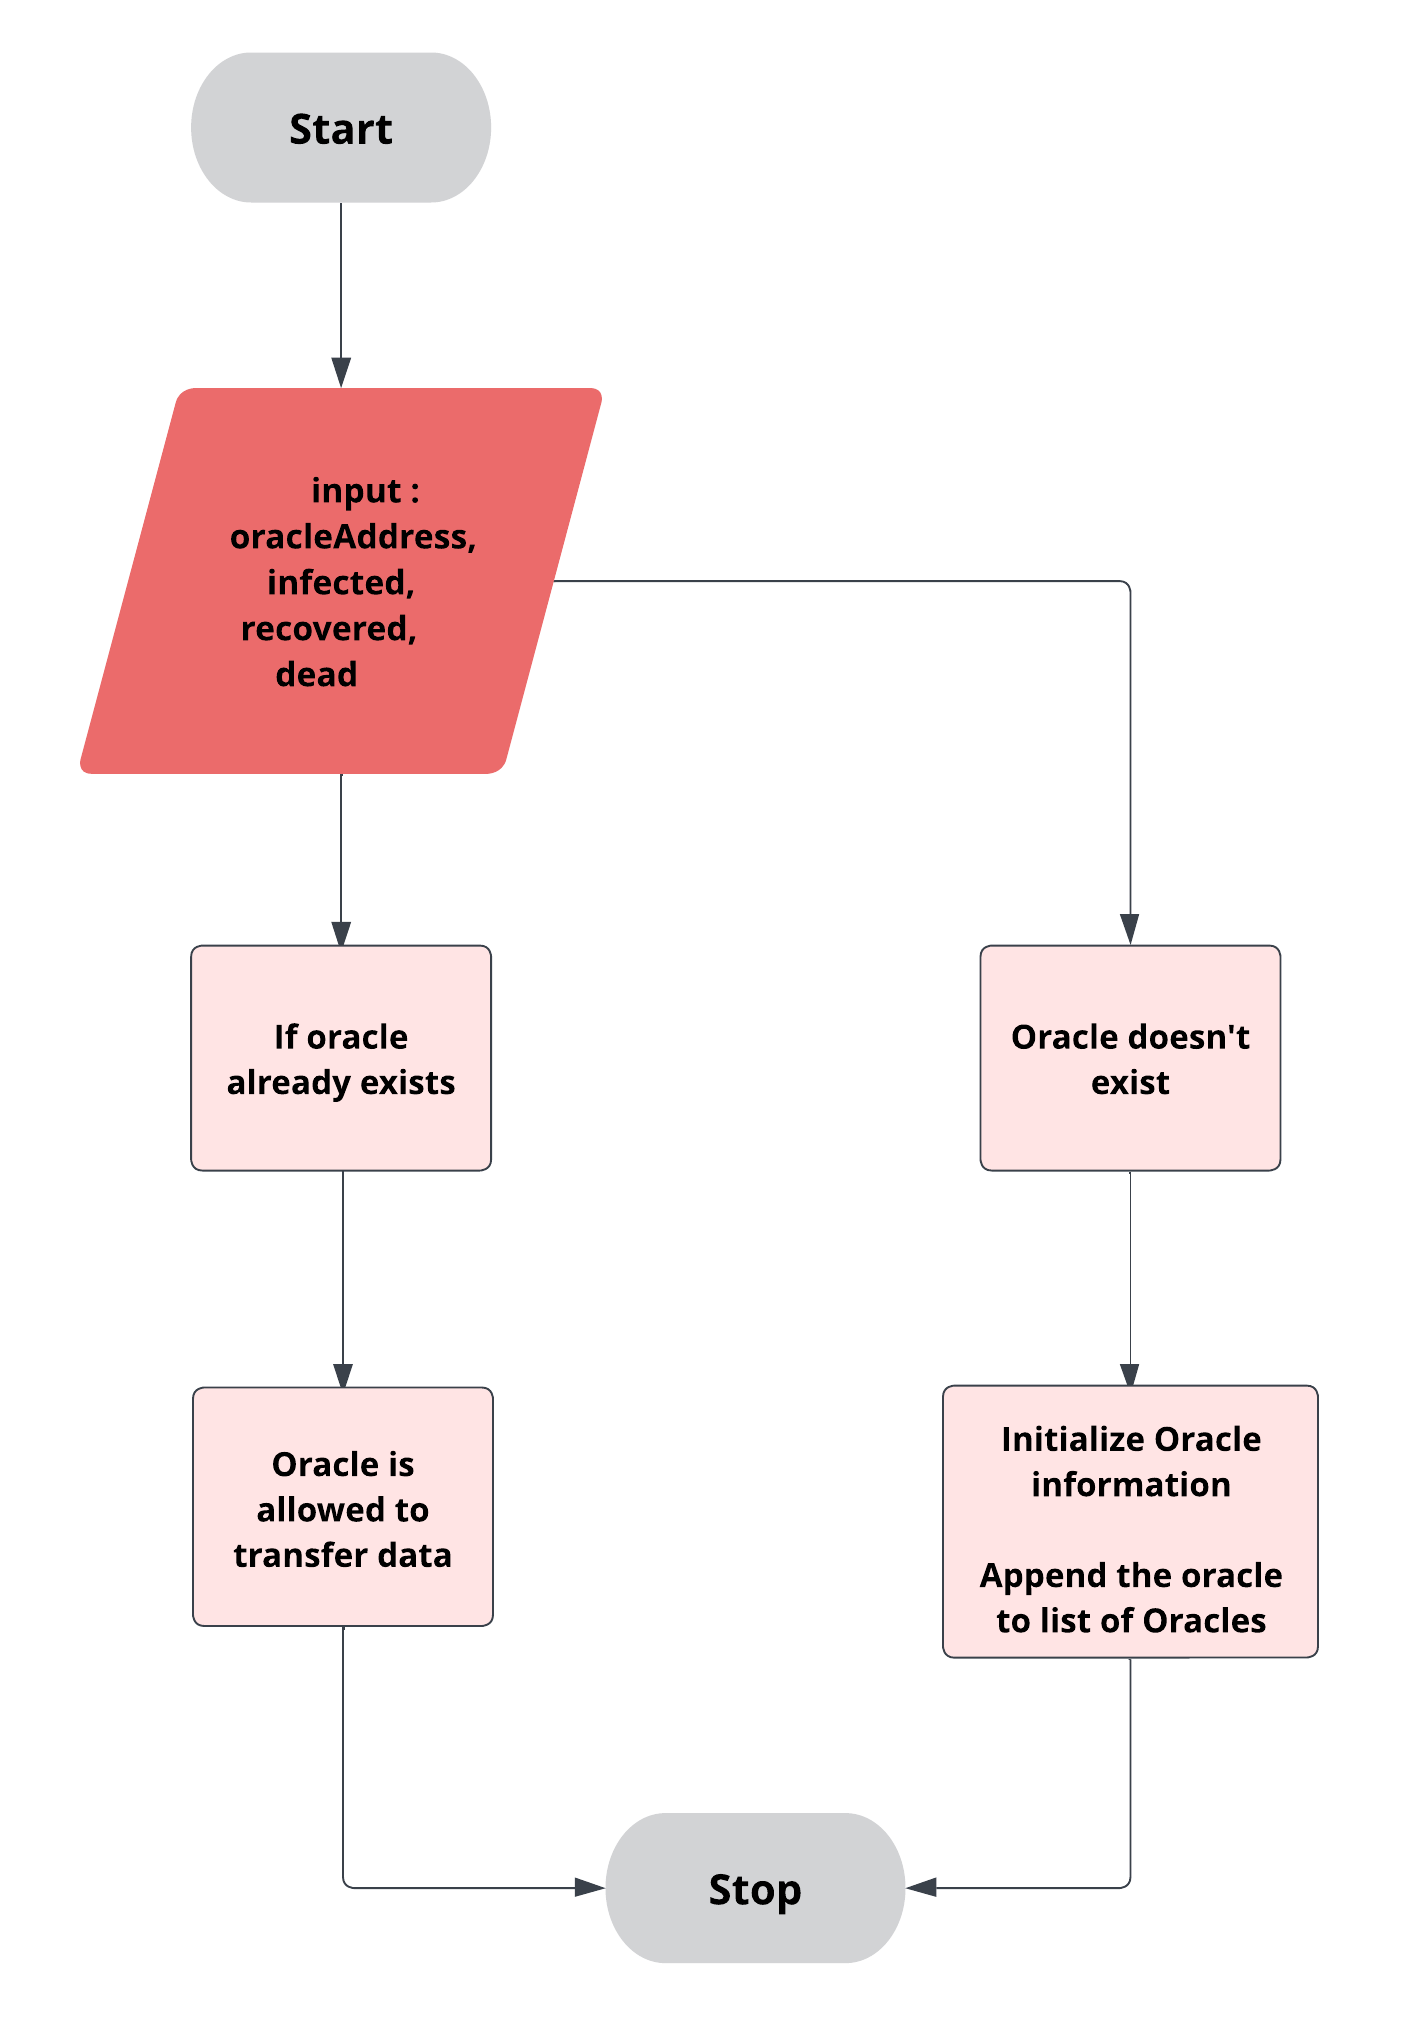 Start
input :
oracleAddress,
infected,
recovered,
dead
If oracle
already exists
Oracle doesn't
exist
Oracle is
allowed to
transfer data
Initialize Oracle
information
Append the oracle
to list of Oracles
Stop